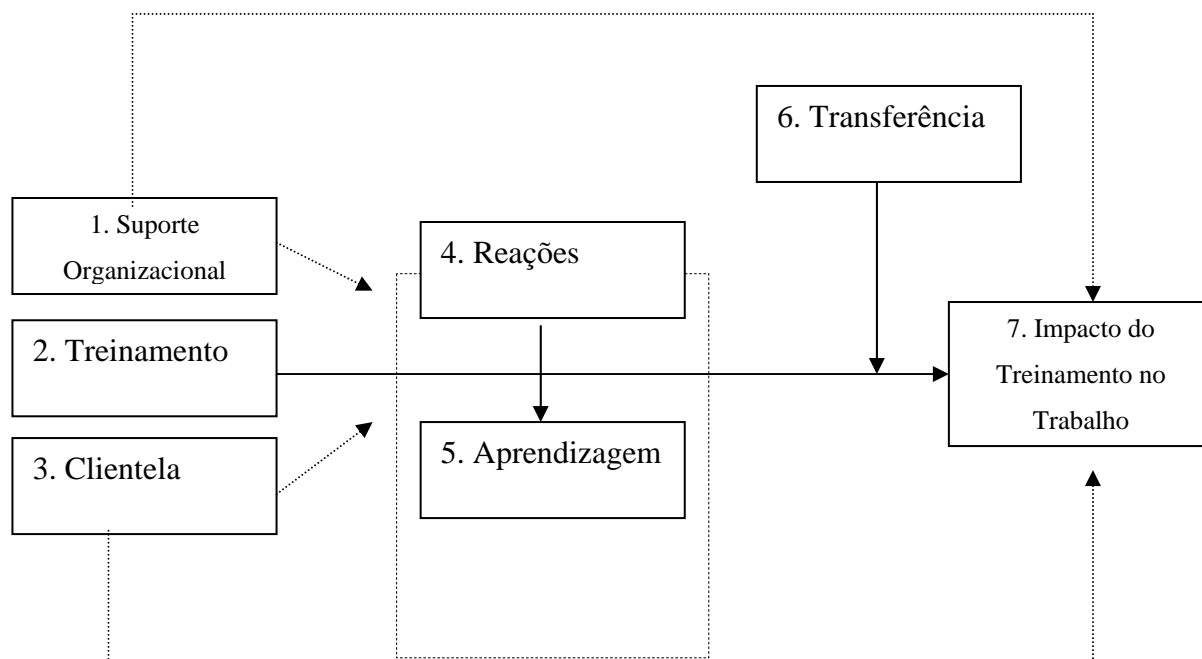 1. Suporte
Organizacional
2. Treinamento
3. Clientela
4. Reações
5. Aprendizagem
6. Transferência
7. Impacto do
Treinamento no
Trabalho